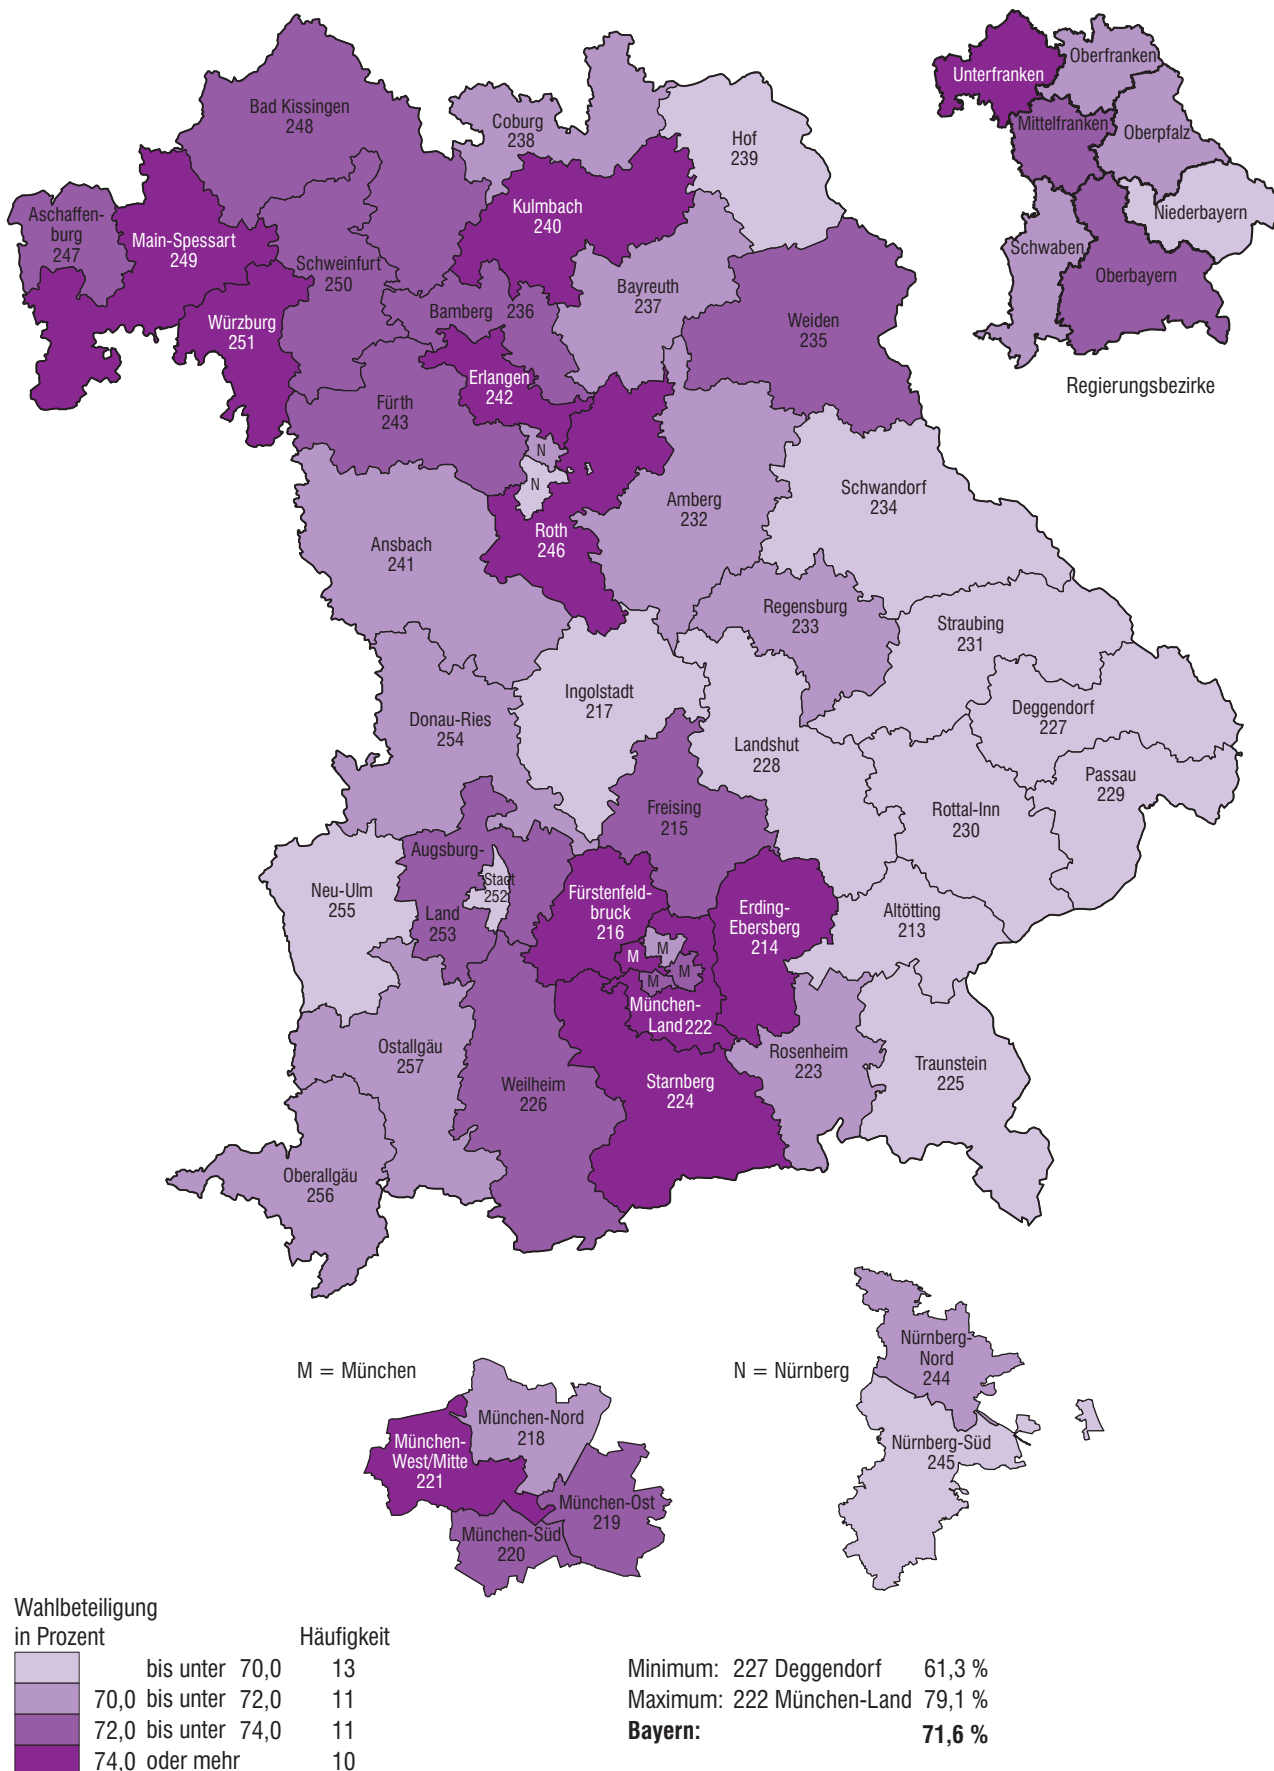 Bad Kissingen
248
Coburg
238
Hof
239
Unterfranken
Oberfranken
Mittelfranken
Oberpfalz
Niederbayern
Schwaben
Oberbayern
Regierungsbezirke
Aschaffen-
burg
247
Main-Spessart
249
Kulmbach
240
Schweinfurt
250
Würzburg
251
Bamberg 236
Bayreuth
237
Weiden
235
Erlangen
242
Fürth
243
N
N
Amberg
232
Schwandorf
234
Roth
246
Ansbach
241
Regensburg
233
Straubing
231
Ingolstadt
217
Donau-Ries
254
Landshut
228
Deggendorf
227
Passau
229
Freising
215
Rottal-Inn
230
Augsburg-
Stadt
252
Land
253
Neu-Ulm
255
Fürstenfeld-
bruck
216
Erding-
Ebersberg
214
Altötting
213
M
M
M
M
München-
Land 222
Ostallgäu
257
Weilheim
226
Starnberg
224
Rosenheim
223
Traunstein
225
Oberallgäu
256
M = München
N = Nürnberg
München-Nord
218
München-
West/Mitte
221
München-Ost
219
München-Süd
220
Nürnberg-
Nord
244
Nürnberg-Süd
245
Wahlbeteiligung
in Prozent Häufigkeit
bis unter 70,0 13
70,0 bis unter 72,0 11
72,0 bis unter 74,0 11
74,0 oder mehr 10
Minimum: 227 Deggendorf 61,3 %
Maximum: 222 München-Land 79,1 %
Bayern: 71,6 %